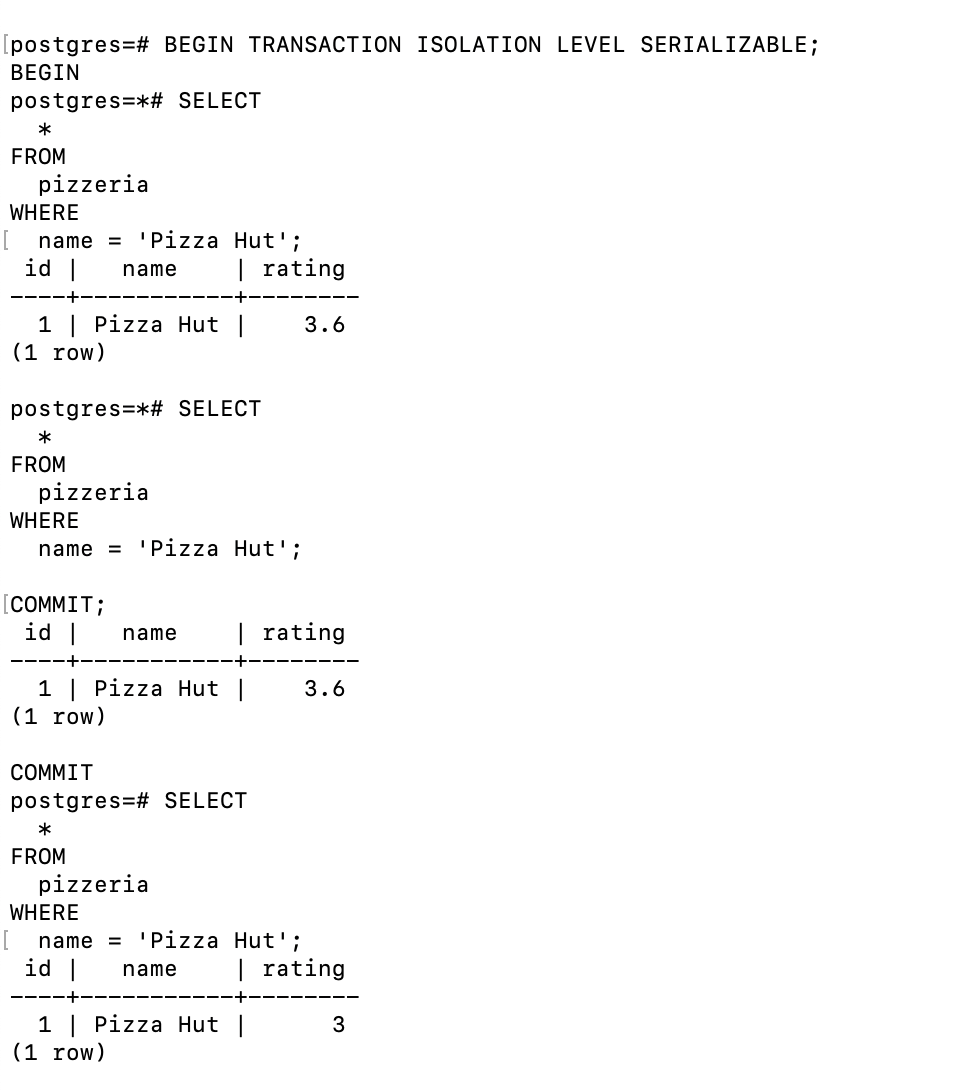 [postgres=# BEGIN TRANSACTION ISOLATION LEVEL SERIALIZABLE;
BEGIN
postgres=*# SELECT
  *
FROM
  pizzeria
WHERE
[  name = 'Pizza Hut';
 id |   name    | rating
----+-----------+--------
  1 | Pizza Hut |    3.6
(1 row)

postgres=*# SELECT
  *
FROM
  pizzeria
WHERE
  name = 'Pizza Hut';

[COMMIT;
 id |   name    | rating
----+-----------+--------
  1 | Pizza Hut |    3.6
(1 row)

COMMIT
postgres=# SELECT
  *
FROM
  pizzeria
WHERE
[  name = 'Pizza Hut';
 id |   name    | rating
----+-----------+--------
  1 | Pizza Hut |      3
(1 row)